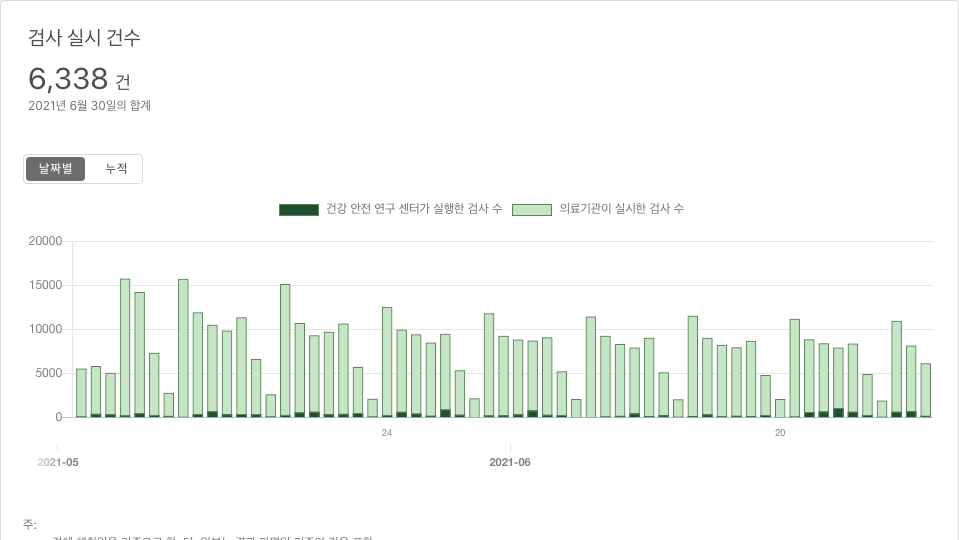 검사 실시 건수
6,338 건
2021년 6월 30일의 합계
날짜별 누적
건강 안전 연구 센터가 실행한 검사 수 의료기관이 실시한 검사 수
20000
15000
10000
5000
0
24 20
2021-05 2021-06
주: